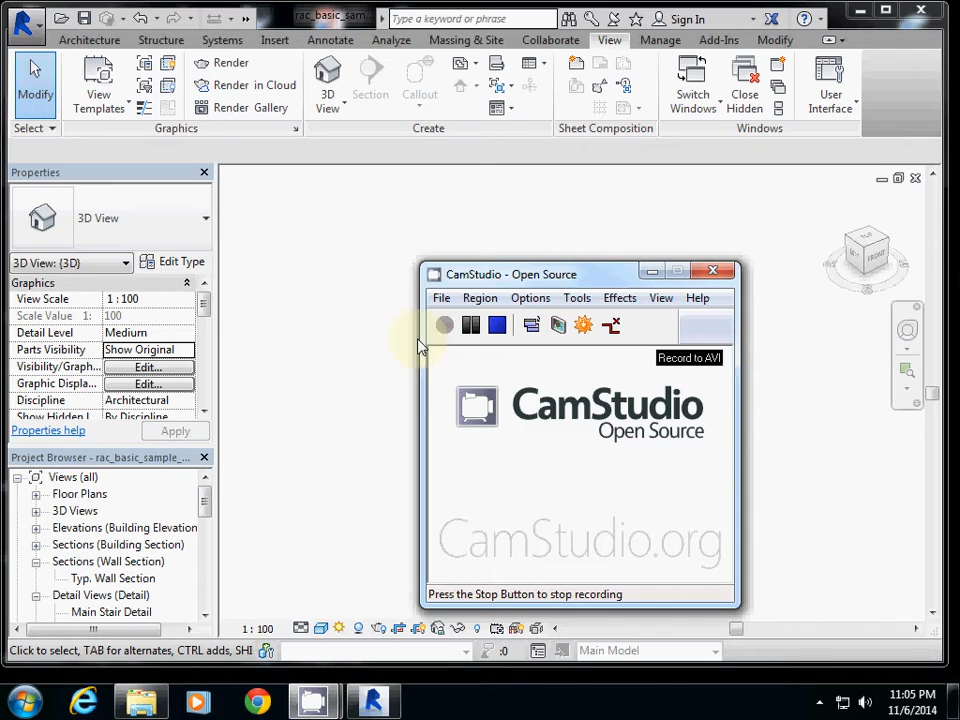 rac_basic_sam...
Type a keyword or phrase
Sign In
Architecture Structure Systems Insert Annotate Analyze Massing & Site Collaborate View Manage Add-Ins Modify
Modify
View Templates
Render
Render in Cloud
Render Gallery
3D View
Section
Callout
Switch Windows
Close Hidden
User Interface
Select Graphics Create Sheet Composition Windows
Properties
3D View
3D View: {3D} Edit Type
Graphics
View Scale 1 : 100
Scale Value 1: 100
Detail Level Medium
Parts Visibility Show Original
Visibility/Graph... Edit...
Graphic Displa... Edit...
Discipline Architectural
Show Hidden L By Discipline
Properties help Apply
Project Browser - rac_basic_sample_...
Views (all)
Floor Plans
3D Views
Elevations (Building Elevation
Sections (Building Section)
Sections (Wall Section)
Typ. Wall Section
Detail Views (Detail)
Main Stair Detail
TOP
FRONT
CamStudio - Open Source
File Region Options Tools Effects View Help
Record to AVI
CamStudio
Open Source
CamStudio.org
Press the Stop Button to stop recording
1 : 100
Click to select, TAB for alternates, CTRL adds, SHI
:0
Main Model
11:05 PM
11/6/2014